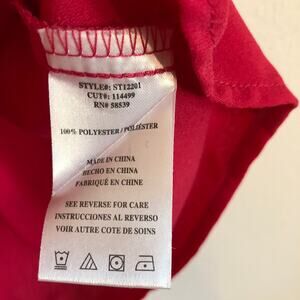 STYLE#: ST12201
CUT#: 114499
RN# 58539
100% POLYESTER / POLIÉSTER
MADE IN CHINA
HECHO EN CHINA
FABRIQUÉ EN CHINE
SEE REVERSE FOR CARE
INSTRUCCIONES AL REVERSO
VOIR AUTRE COTE DE SOINS